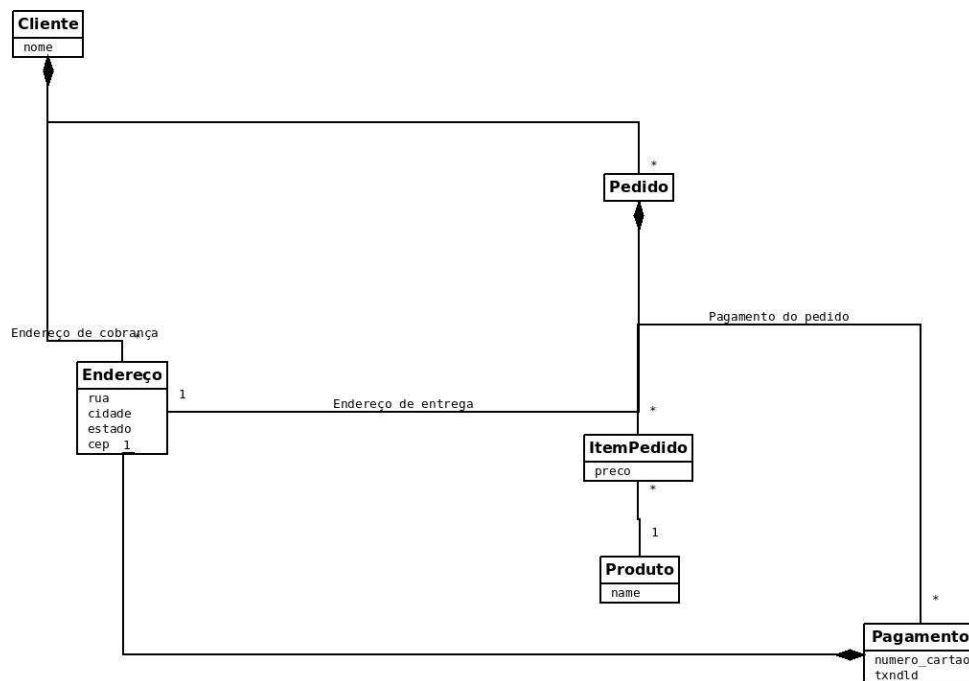 Cliente
nome
*
Pedido
Pagamento do pedido
Endereço de cobrança
*
Endereço
rua
cidade
estado
cep
1
1
Endereço de entrega
*
ItemPedido
preco
*
1
Produto
name
*
Pagamento
numero_cartao
txndld